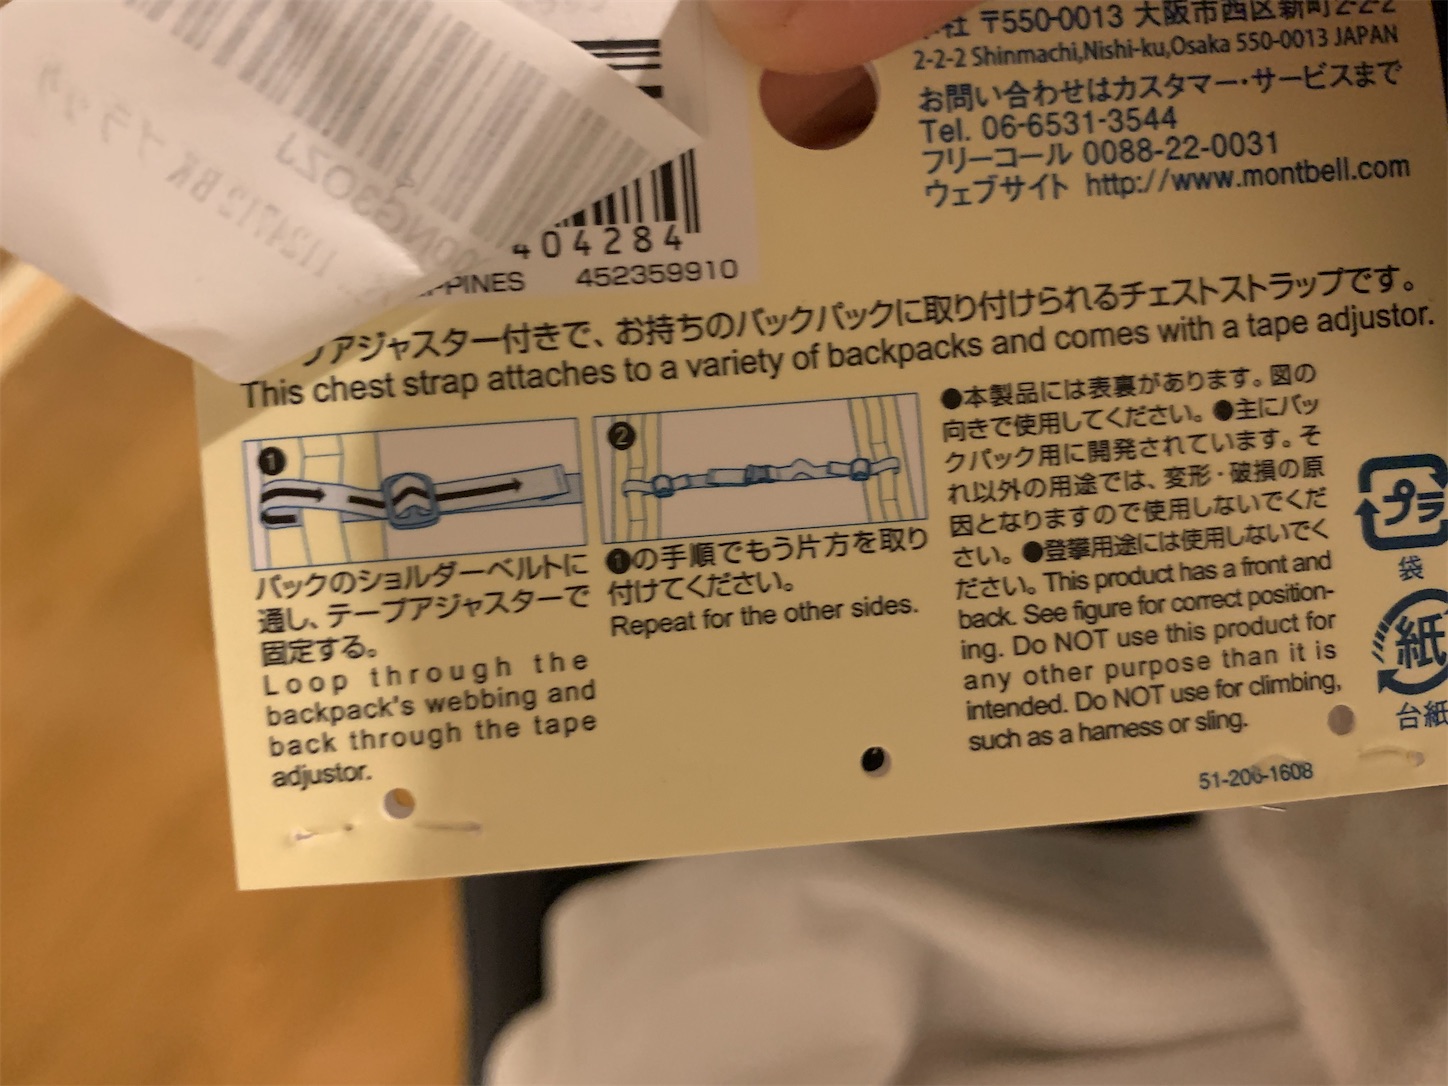 社 〒550-0013 大阪市西区新町2-2-2
2-2-2 Shinmachi,Nishi-ku,Osaka 550-0013 JAPAN
お問い合わせはカスタマー・サービスまで
Tel. 06-6531-3544
フリーコール 0088-22-0031
ウェブサイト http://www.montbell.com
404284
PPINES 452359910
プアジャスター付きで、お持ちのバックパックに取り付けられるチェストストラップです。
This chest strap attaches to a variety of backpacks and comes with a tape adjustor.
❶
パックのショルダーベルトに
通し、テープアジャスターで
固定する。
Loop through the
backpack's webbing and
back through the tape
adjustor.
❷
❶の手順でもう片方を取り
付けてください。
Repeat for the other sides.
●本製品には表裏があります。図の
向きで使用してください。●主にバッ
クパック用に開発されています。そ
れ以外の用途では、変形・破損の原
因となりますので使用しないでくだ
さい。●登攀用途には使用しないでく
ださい。This product has a front and
back. See figure for correct position-
ing. Do NOT use this product for
any other purpose than it is
intended. Do NOT use for climbing,
such as a harness or sling.
プラ
袋
紙
台紙
51-206-1608